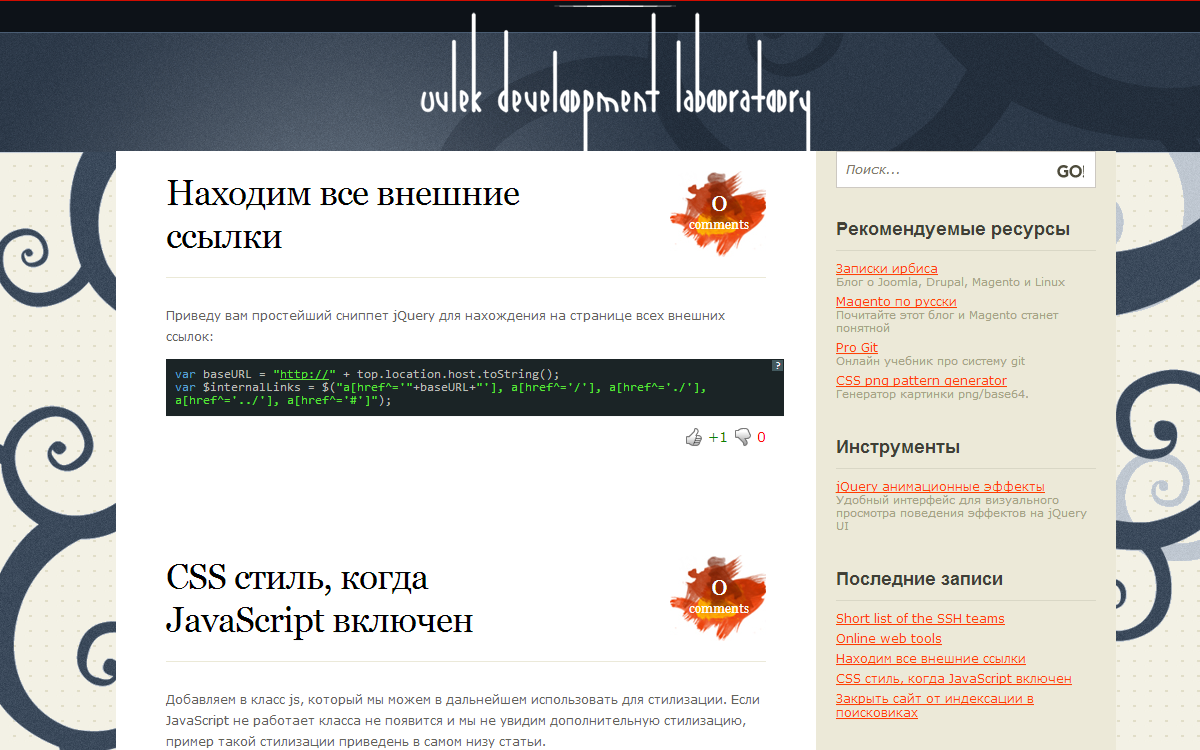 uvlek development laboratory
Находим все внешние
ссылки
0
comments
Приведу вам простейший сниппет jQuery для нахождения на странице всех внешних
ссылок:
?
var baseURL = "http://" + top.location.host.toString();
var $internalLinks = $("a[href^='"+baseURL+"'], a[href^='/'], a[href^='./'],
a[href^='../'], a[href^='#']");
+1 0
CSS стиль, когда
JavaScript включен
0
comments
Добавляем в класс js, который мы можем в дальнейшем использовать для стилизации. Если
JavaScript не работает класса не появится и мы не увидим дополнительную стилизацию,
пример такой стилизации приведень в самом низу статьи.
Поиск...
GO!
Рекомендуемые ресурсы
Записки ирбиса
Блог о Joomla, Drupal, Magento и Linux
Magento по русски
Почитайте этот блог и Magento станет
понятной
Pro Git
Онлайн учебник про систему git
CSS png pattern generator
Генератор картинки png/base64.
Инструменты
jQuery анимационные эффекты
Удобный интерфейс для визуального
просмотра поведения эффектов на jQuery
UI
Последние записи
Short list of the SSH teams
Online web tools
Находим все внешние ссылки
CSS стиль, когда JavaScript включен
Закрыть сайт от индексации в
поисковиках